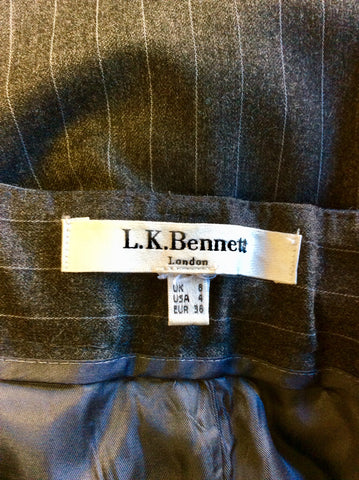 L.K.Bennett
London
UK 8
USA 4
EUR 36